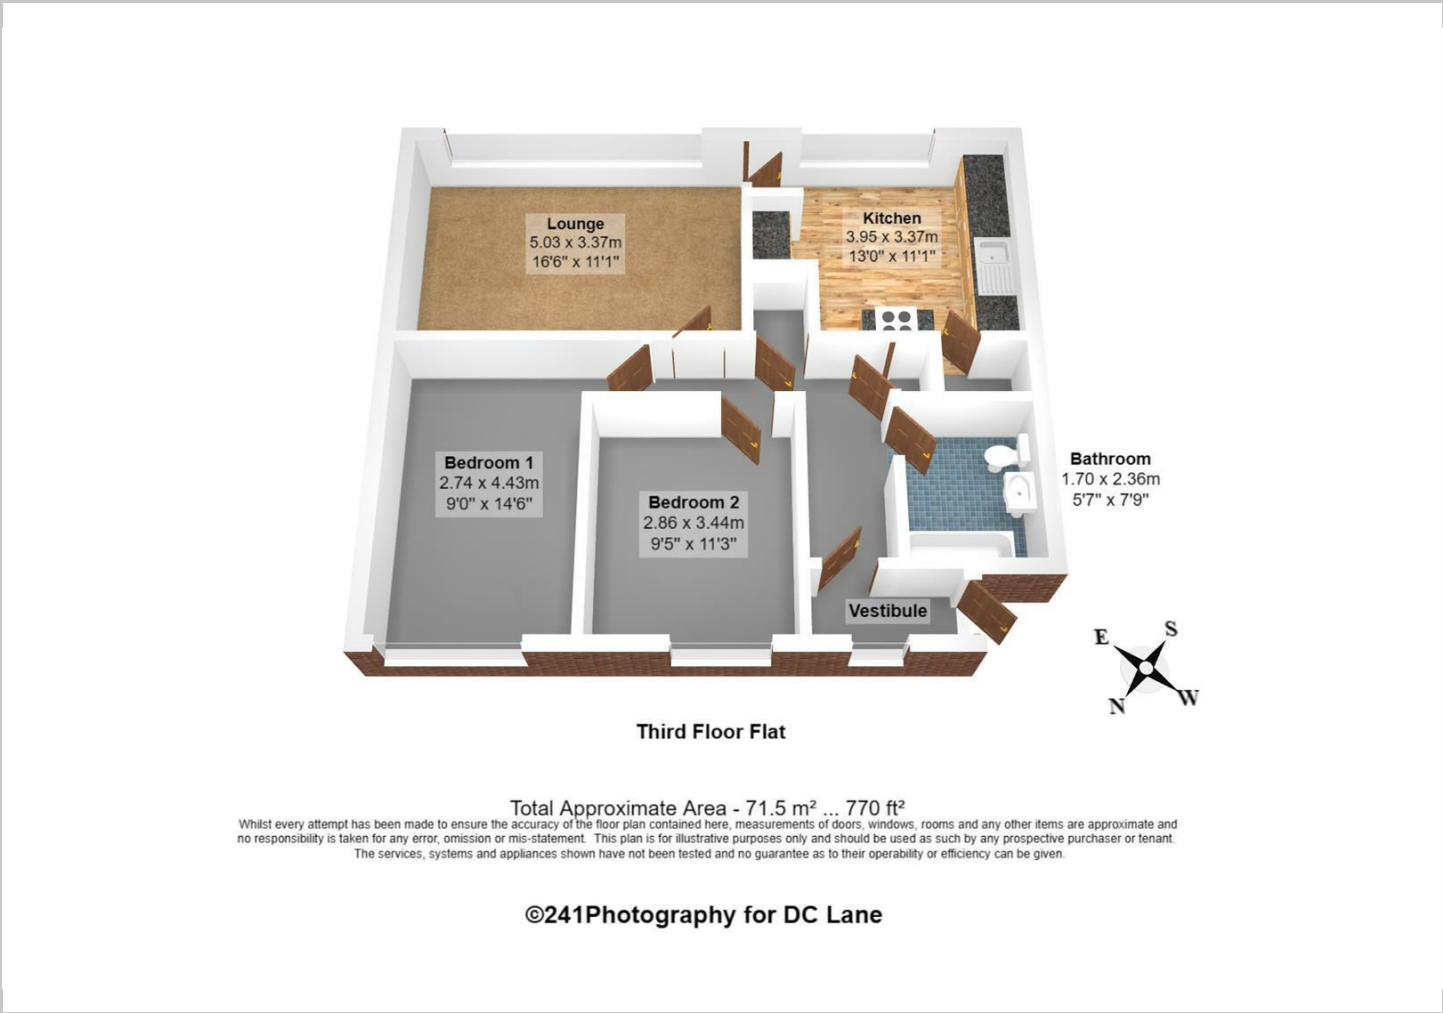 Lounge
5.03 x 3.37m
16'6" x 11'1"
Kitchen
3.95 x 3.37m
13'0" x 11'1"
Bedroom 1
2.74 x 4.43m
9'0" x 14'6"
Bedroom 2
2.86 x 3.44m
9'5" x 11'3"
Bathroom
1.70 x 2.36m
5'7" x 7'9"
Vestibule
E S
N W
Third Floor Flat
Total Approximate Area - 71.5 m² ... 770 ft²
Whilst every attempt has been made to ensure the accuracy of the floor plan contained here, measurements of doors, windows, rooms and any other items are approximate and
no responsibility is taken for any error, omission or mis-statement. This plan is for illustrative purposes only and should be used as such by any prospective purchaser or tenant.
The services, systems and appliances shown have not been tested and no guarantee as to their operability or efficiency can be given.
©241Photography for DC Lane